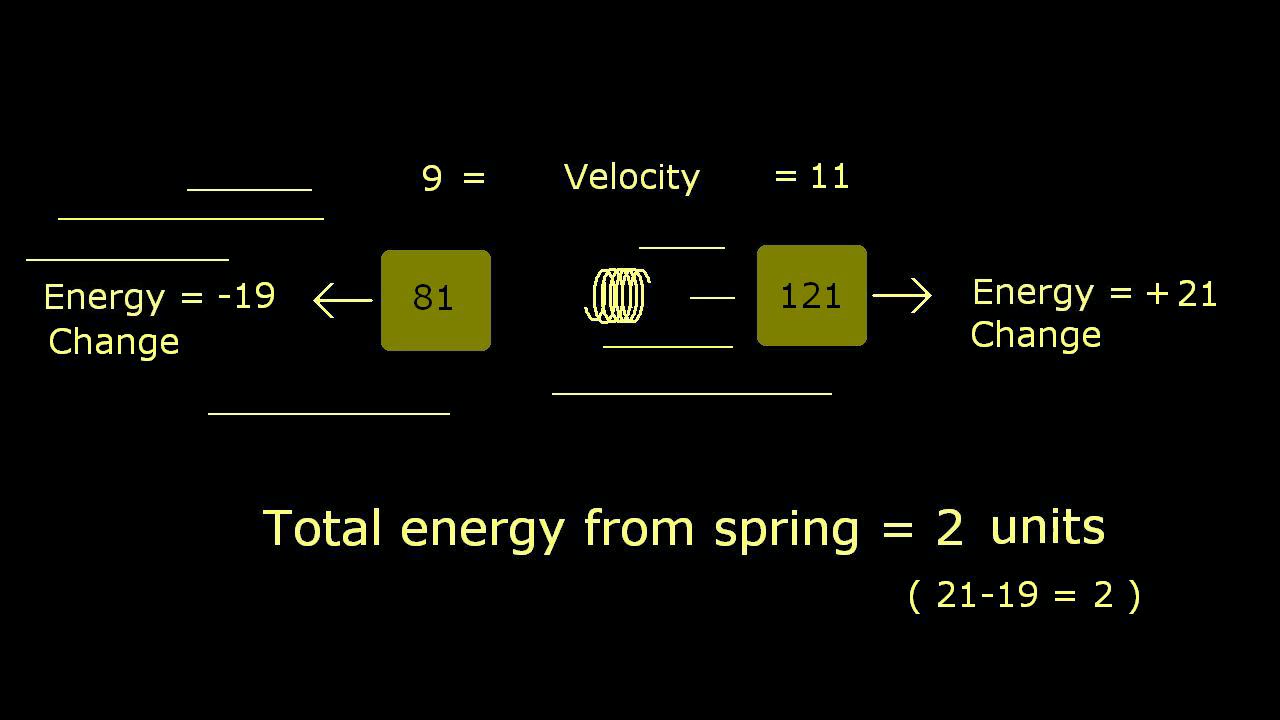 9 = Velocity = 11
Energy = -19
Change
81
121
Energy = + 21
Change
Total energy from spring = 2 units
( 21-19 = 2 )